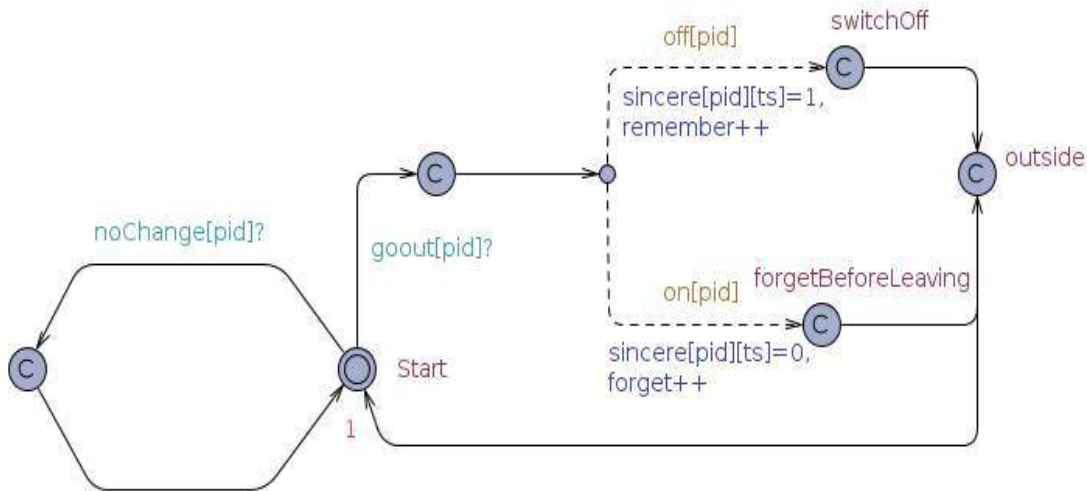 switchOff
off[pid]
C
sincere[pid][ts]=1,
remember++
C
C
outside
noChange[pid]?
goout[pid]?
on[pid]
forgetBeforeLeaving
C
sincere[pid][ts]=0,
forget++
C
Start
1